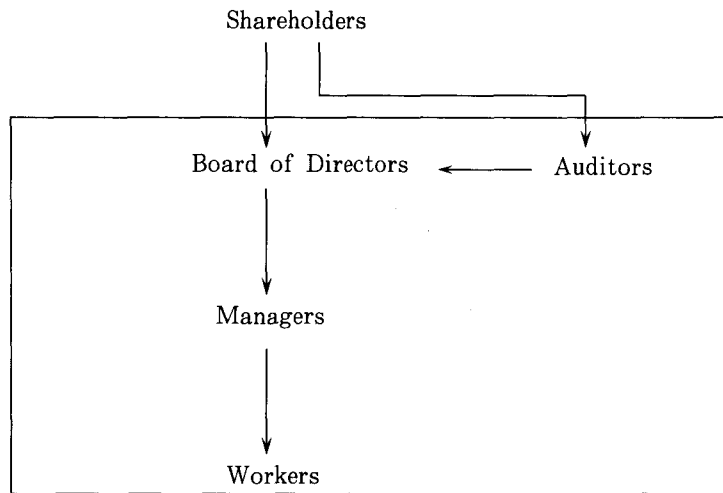 Shareholders
Board of Directors
Auditors
Managers
Workers